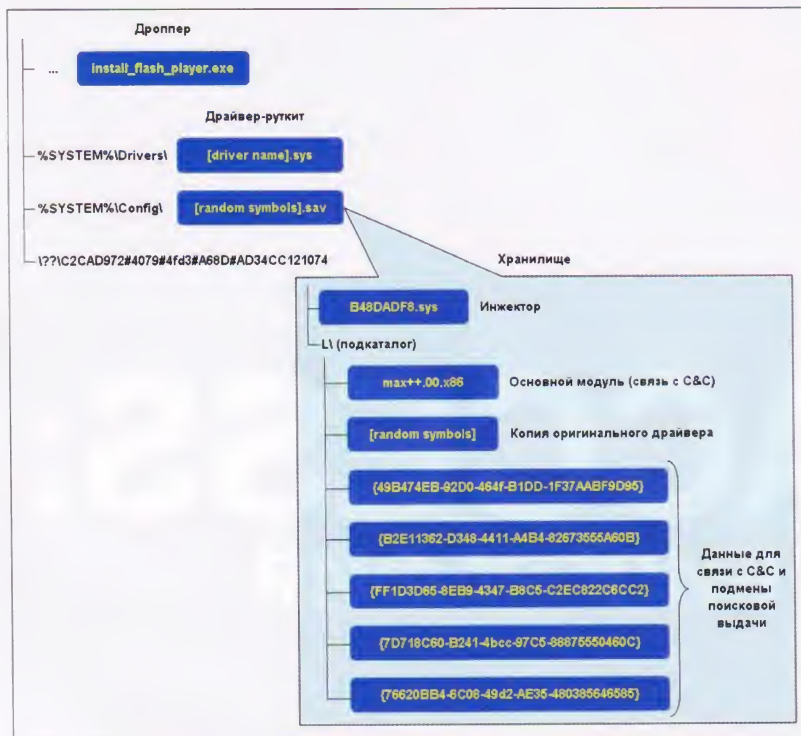 Дроппер
... install_flash_player.exe
Драйвер-руткит
%SYSTEM%\Drivers\ [driver name].sys
%SYSTEM%\Config\ [random symbols].sav
\??\C2CAD972#4079#4fd3#A68D#AD34CC121074
Хранилище
B48DADF8.sys Инжектор
L\ (подкаталог)
max++.00.x86 Основной модуль (связь с C&C)
[random symbols] Копия оригинального драйвера
{49B474EB-92D0-464f-B1DD-1F37AABF9D95}
{B2E11362-D348-4411-A4B4-82673555A60B}
{FF1D3D65-8EB9-4347-B8C5-C2EC822C6CC2}
{7D718C60-B241-4bcc-97C5-86875550460C}
{76620BB4-6C08-49d2-AE35-480385646585}
Данные для
связи с C&C и
подмены
поисковой
выдачи